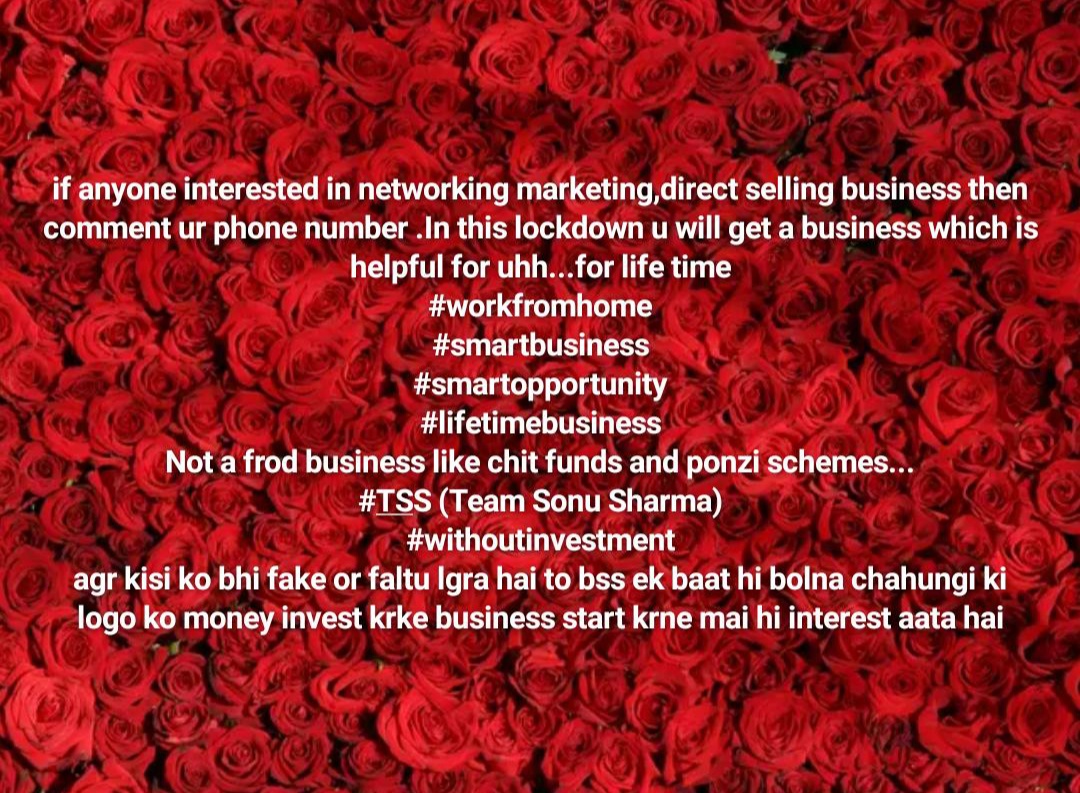 if anyone interested in networking marketing,direct selling business then
comment ur phone number .In this lockdown u will get a business which is
helpful for uhh...for life time
#workfromhome
#smartbusiness
#smartopportunity
#lifetimebusiness
Not a frod business like chit funds and ponzi schemes...
#TSS (Team Sonu Sharma)
#withoutinvestment
agr kisi ko bhi fake or faltu lgra hai to bss ek baat hi bolna chahungi ki
logo ko money invest krke business start krne mai hi interest aata hai